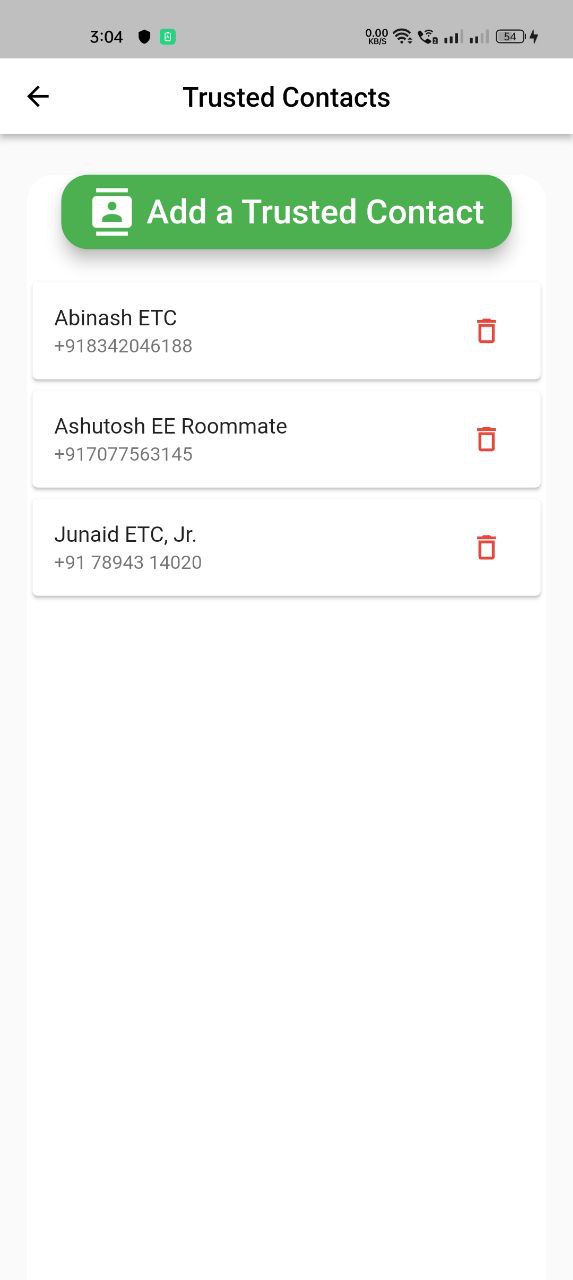 3:04
0.00
KB/S
54
Trusted Contacts
Add a Trusted Contact
Abinash ETC
+918342046188
Ashutosh EE Roommate
+917077563145
Junaid ETC, Jr.
+91 78943 14020